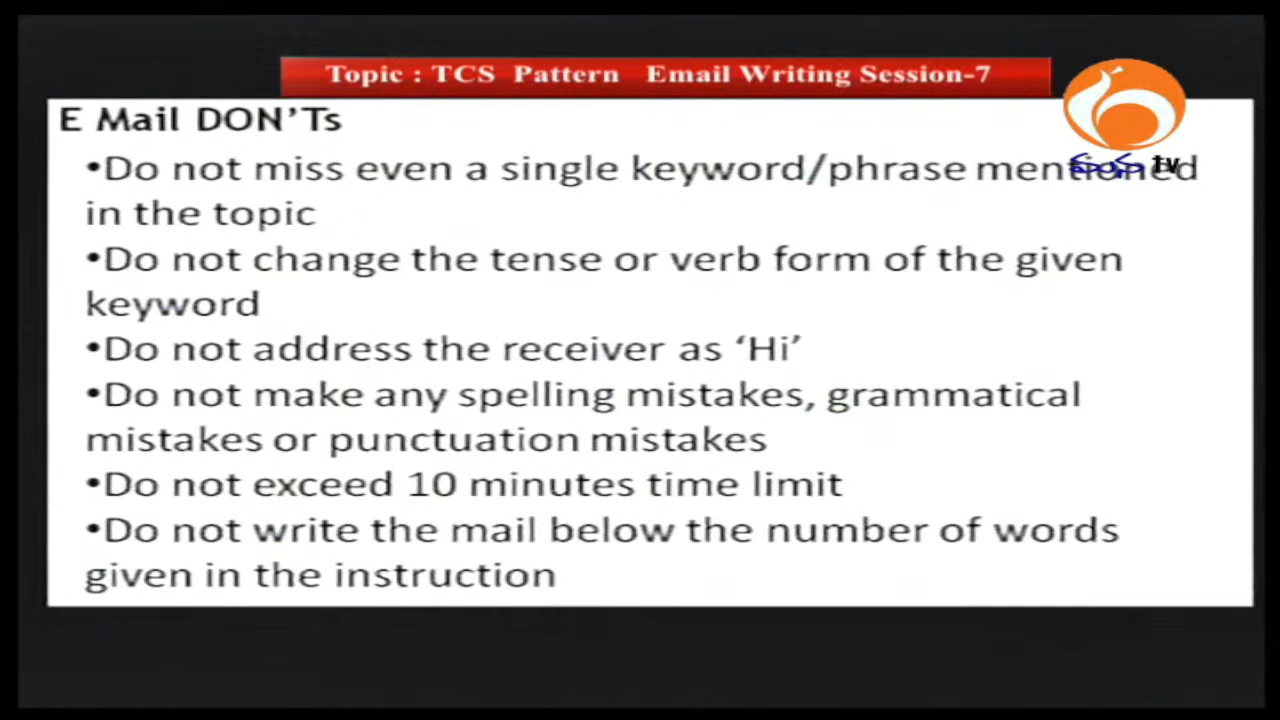 Topic : TCS Pattern Email Writing Session-7
E Mail DON'Ts
•Do not miss even a single keyword/phrase mentioned
in the topic
•Do not change the tense or verb form of the given
keyword
•Do not address the receiver as ‘Hi’
•Do not make any spelling mistakes, grammatical
mistakes or punctuation mistakes
•Do not exceed 10 minutes time limit
•Do not write the mail below the number of words
given in the instruction
tv